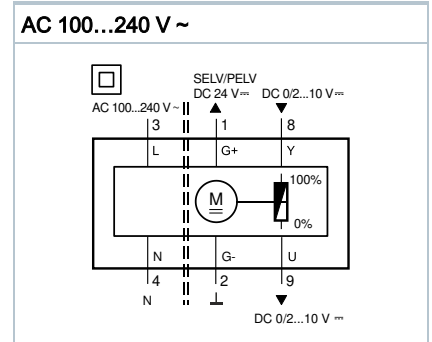 AC 100...240 V ~
SELV/PELV
DC 24 V⎓ DC 0/2...10 V⎓
AC 100...240 V ~
3 1 8
L G+ Y
100%
M
0%
N G- U
4 2 9
N
DC 0/2...10 V ⎓